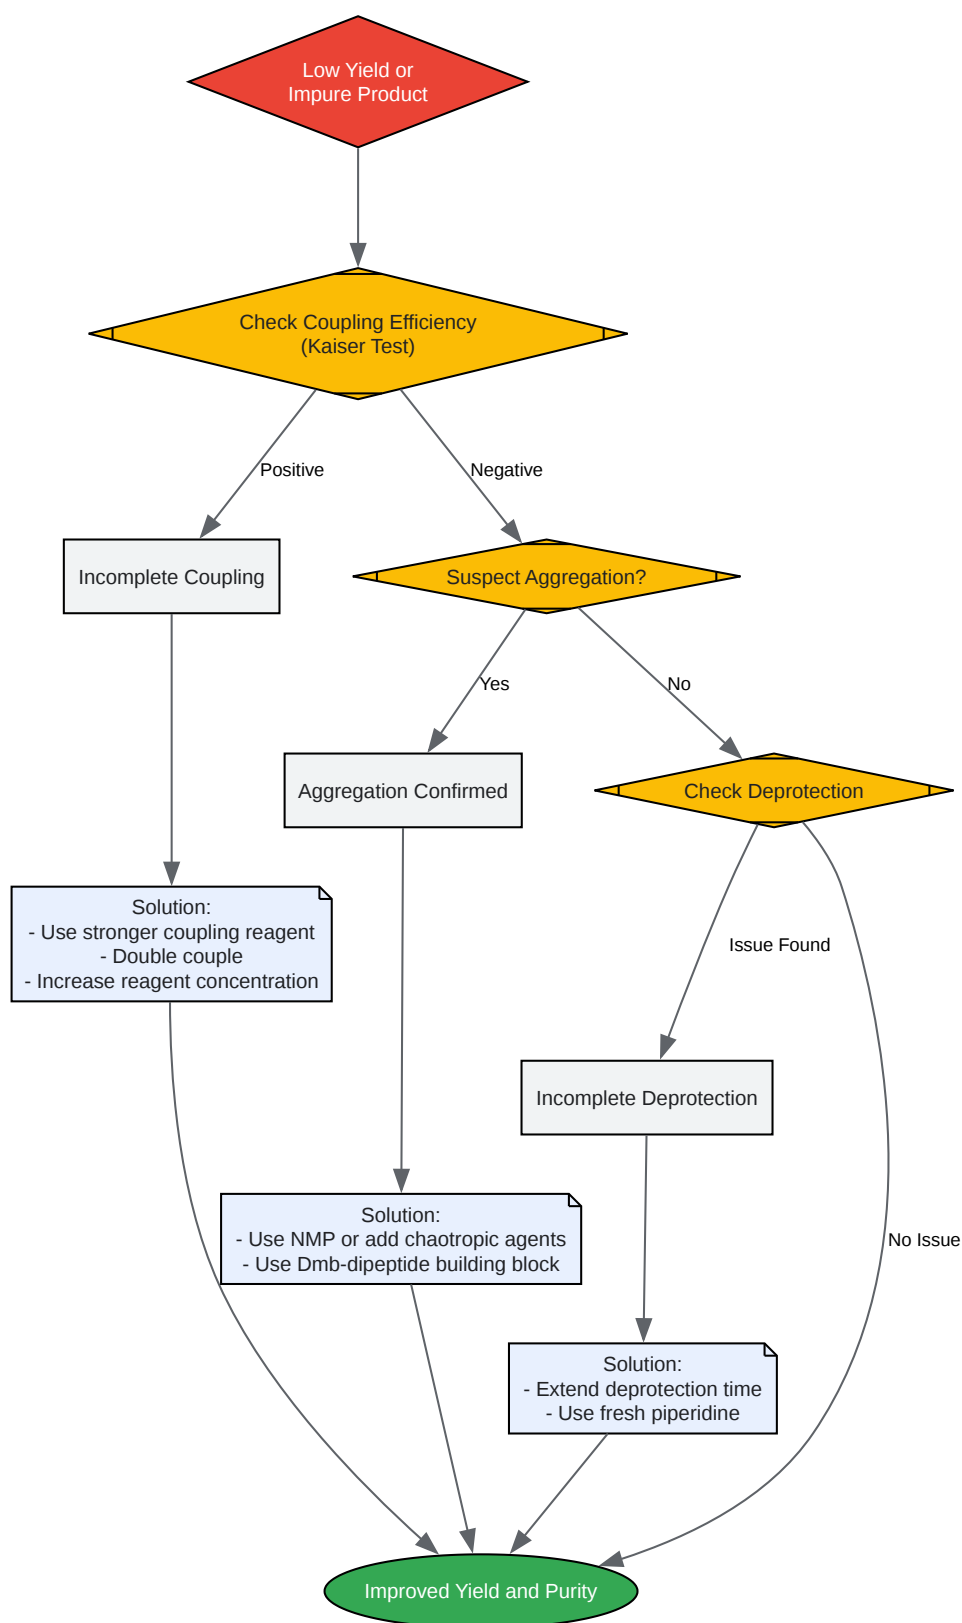 Low Yield or
Impure Product
Check Coupling Efficiency
(Kaiser Test)
Positive
Negative
Incomplete Coupling
Suspect Aggregation?
Yes
No
Aggregation Confirmed
Check Deprotection
Solution:
- Use stronger coupling reagent
- Double couple
- Increase reagent concentration
Issue Found
Incomplete Deprotection
Solution:
- Use NMP or add chaotropic agents
- Use Dmb-dipeptide building block
No Issue
Solution:
- Extend deprotection time
- Use fresh piperidine
Improved Yield and Purity